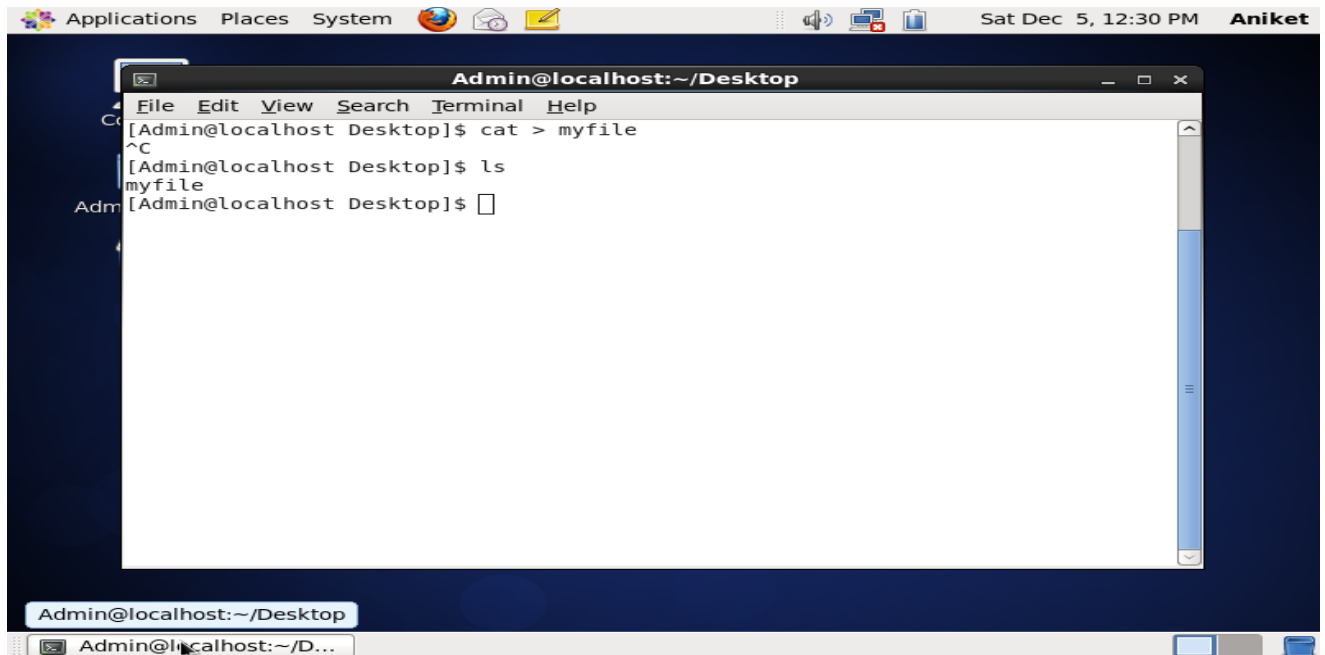 Applications Places System Sat Dec 5, 12:30 PM Aniket
Admin@localhost:~/Desktop
File Edit View Search Terminal Help
[Admin@localhost Desktop]$ cat > myfile
^C
[Admin@localhost Desktop]$ ls
myfile
[Admin@localhost Desktop]$
Admin@localhost:~/Desktop
Admin@localhost:~/D...